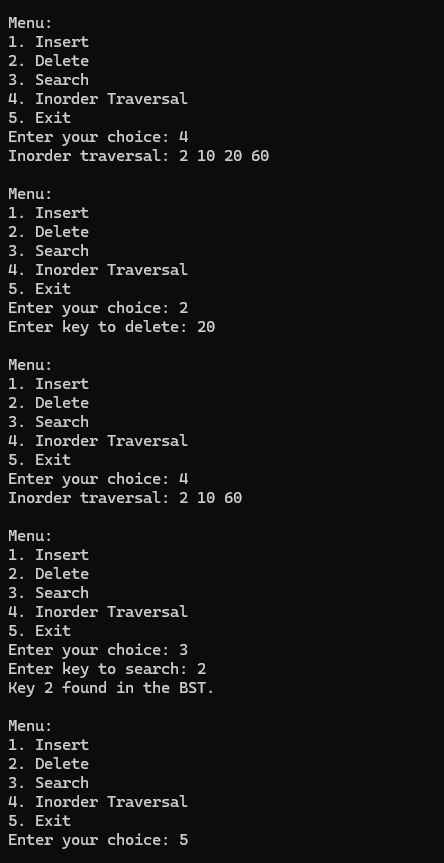 Menu:
1. Insert
2. Delete
3. Search
4. Inorder Traversal
5. Exit
Enter your choice: 4
Inorder traversal: 2 10 20 60
Menu:
1. Insert
2. Delete
3. Search
4. Inorder Traversal
5. Exit
Enter your choice: 2
Enter key to delete: 20
Menu:
1. Insert
2. Delete
3. Search
4. Inorder Traversal
5. Exit
Enter your choice: 4
Inorder traversal: 2 10 60
Menu:
1. Insert
2. Delete
3. Search
4. Inorder Traversal
5. Exit
Enter your choice: 3
Enter key to search: 2
Key 2 found in the BST.
Menu:
1. Insert
2. Delete
3. Search
4. Inorder Traversal
5. Exit
Enter your choice: 5